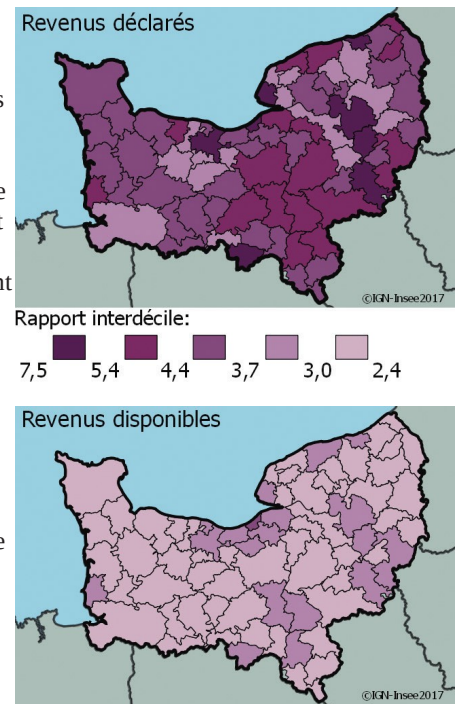 Revenus déclarés
s
e
t
nt
©IGN-Insee2017
Rapport interdécile:
7,5 5,4 4,4 3,7 3,0 2,4
Revenus disponibles
e
©IGN-Insee2017